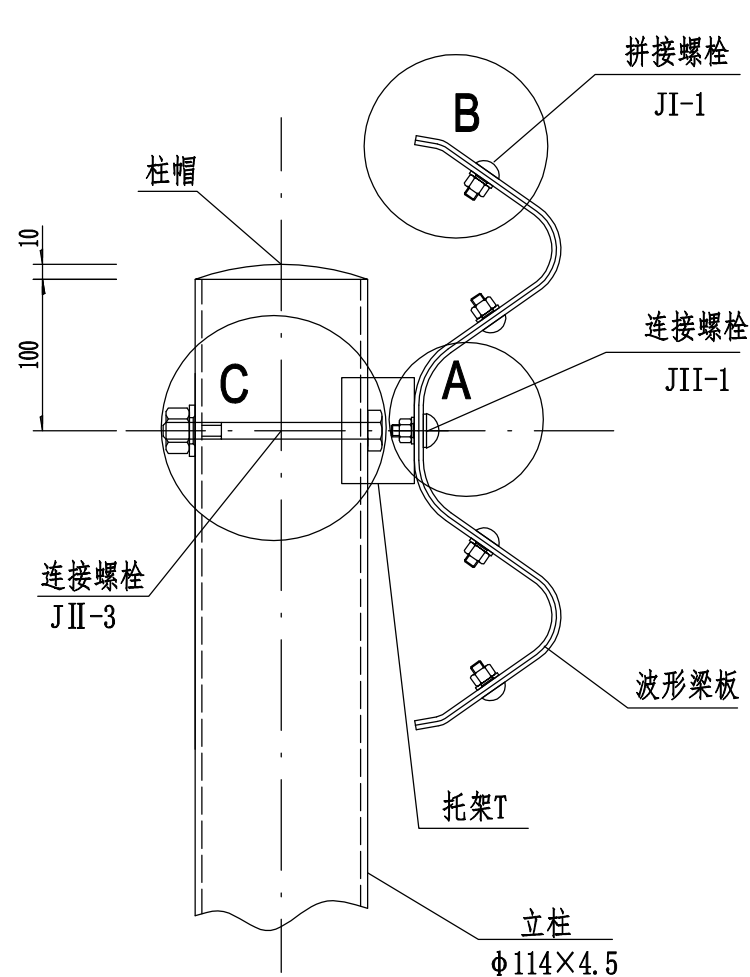 拼接螺栓
JI-1
B
柱帽
10
100
连接螺栓
JII-1
C
A
连接螺栓
JⅡ-3
波形梁板
托架T
立柱
φ114×4.5